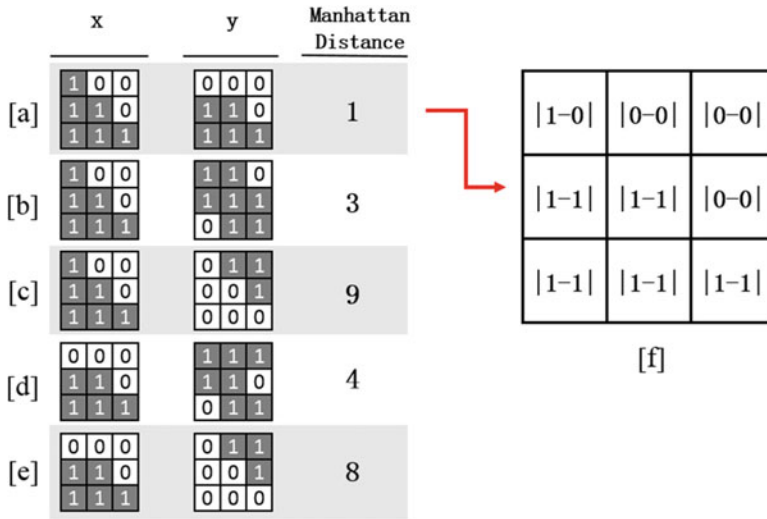 x y Manhattan Distance
1 0 0 0 0 0
[a] 1 1 0 1 1 0 1
1 1 1 1 1 1
1 0 0 1 1 0
[b] 1 1 0 1 1 1 3
1 1 1 0 1 1
1 0 0 0 1 1
[c] 1 1 0 0 0 1 9
1 1 1 0 0 0
0 0 0 1 1 1
[d] 1 1 0 1 1 0 4
1 1 1 0 1 1
0 0 0 0 1 1
[e] 1 1 0 0 0 1 8
1 1 1 0 0 0
|1-0| |0-0| |0-0|
|1-1| |1-1| |0-0|
|1-1| |1-1| |1-1|
[f]